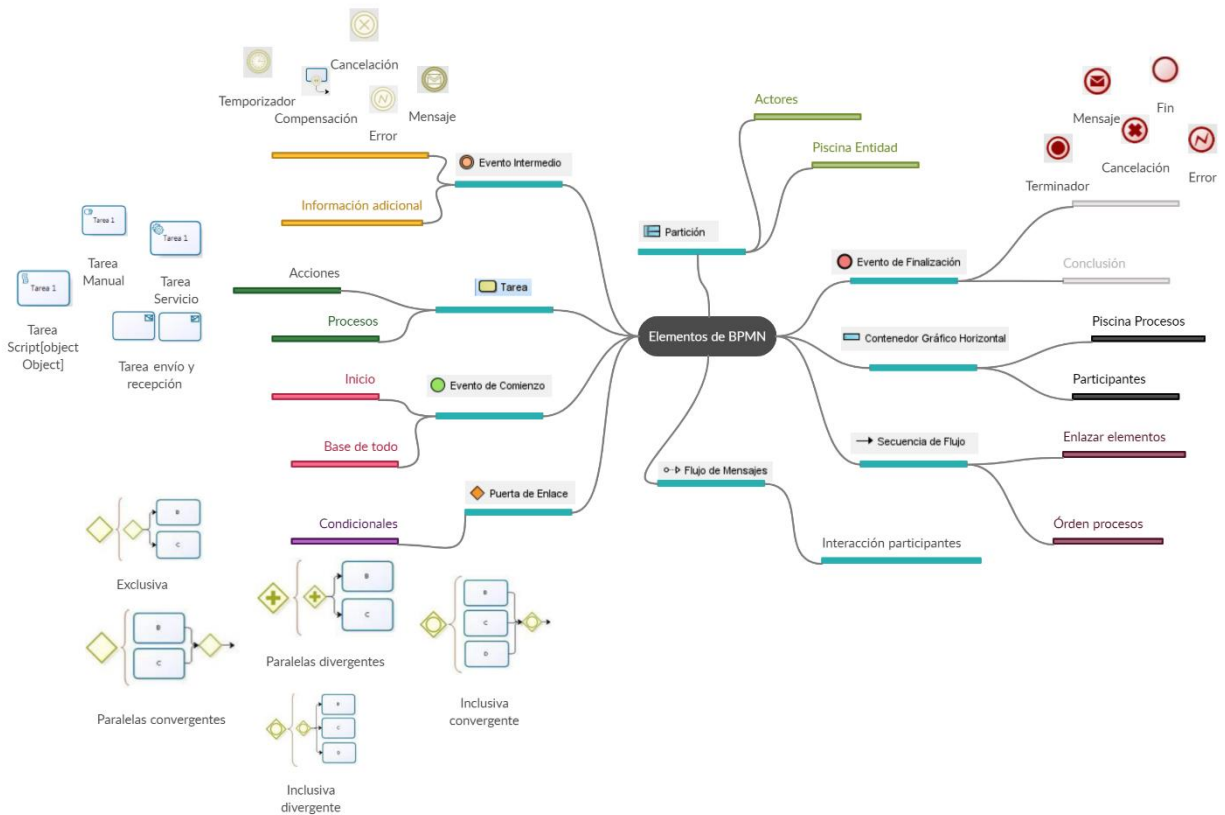 Cancelación
Temporizador
Compensación
Error
Mensaje
Evento Intermedio
Información adicional
Tarea 1
Tarea
Manual
Tarea 1
Tarea
Servicio
Tarea 1
Tarea
Script[object
Object]
Tarea envío y
recepción
Acciones
Procesos
Tarea
Inicio
Base de todo
Evento de Comienzo
Puerta de Enlace
Condicionales
B
C
Exclusiva
B
C
Paralelas divergentes
B
C
Paralelas convergentes
B
C
D
Inclusiva
convergente
C
D
Inclusiva
divergente
Elementos de BPMN
Actores
Piscina Entidad
Partición
Mensaje
Fin
Terminador
Cancelación
Error
Evento de Finalización
Conclusión
Contenedor Gráfico Horizontal
Piscina Procesos
Participantes
Secuencia de Flujo
Enlazar elementos
Órden procesos
Flujo de Mensajes
Interacción participantes